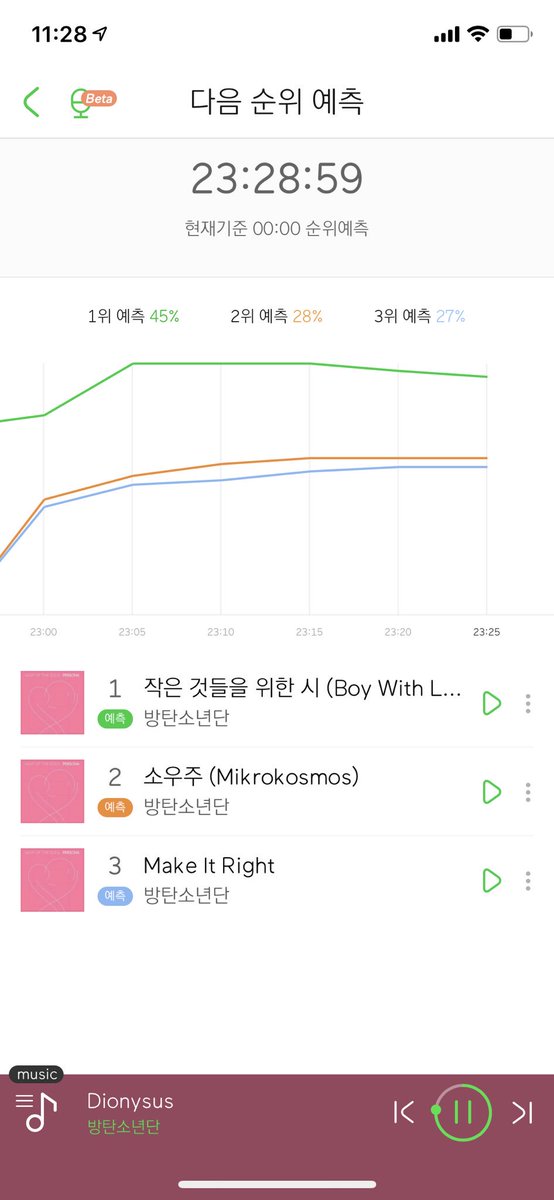 11:28
Beta
다음 순위 예측
23:28:59
현재기준 00:00 순위예측
1위 예측 45% 2위 예측 28% 3위 예측 27%
23:00 23:05 23:10 23:15 23:20 23:25
1 작은 것들을 위한 시 (Boy With L...
예측 방탄소년단
2 소우주 (Mikrokosmos)
예측 방탄소년단
3 Make It Right
예측 방탄소년단
music
Dionysus
방탄소년단